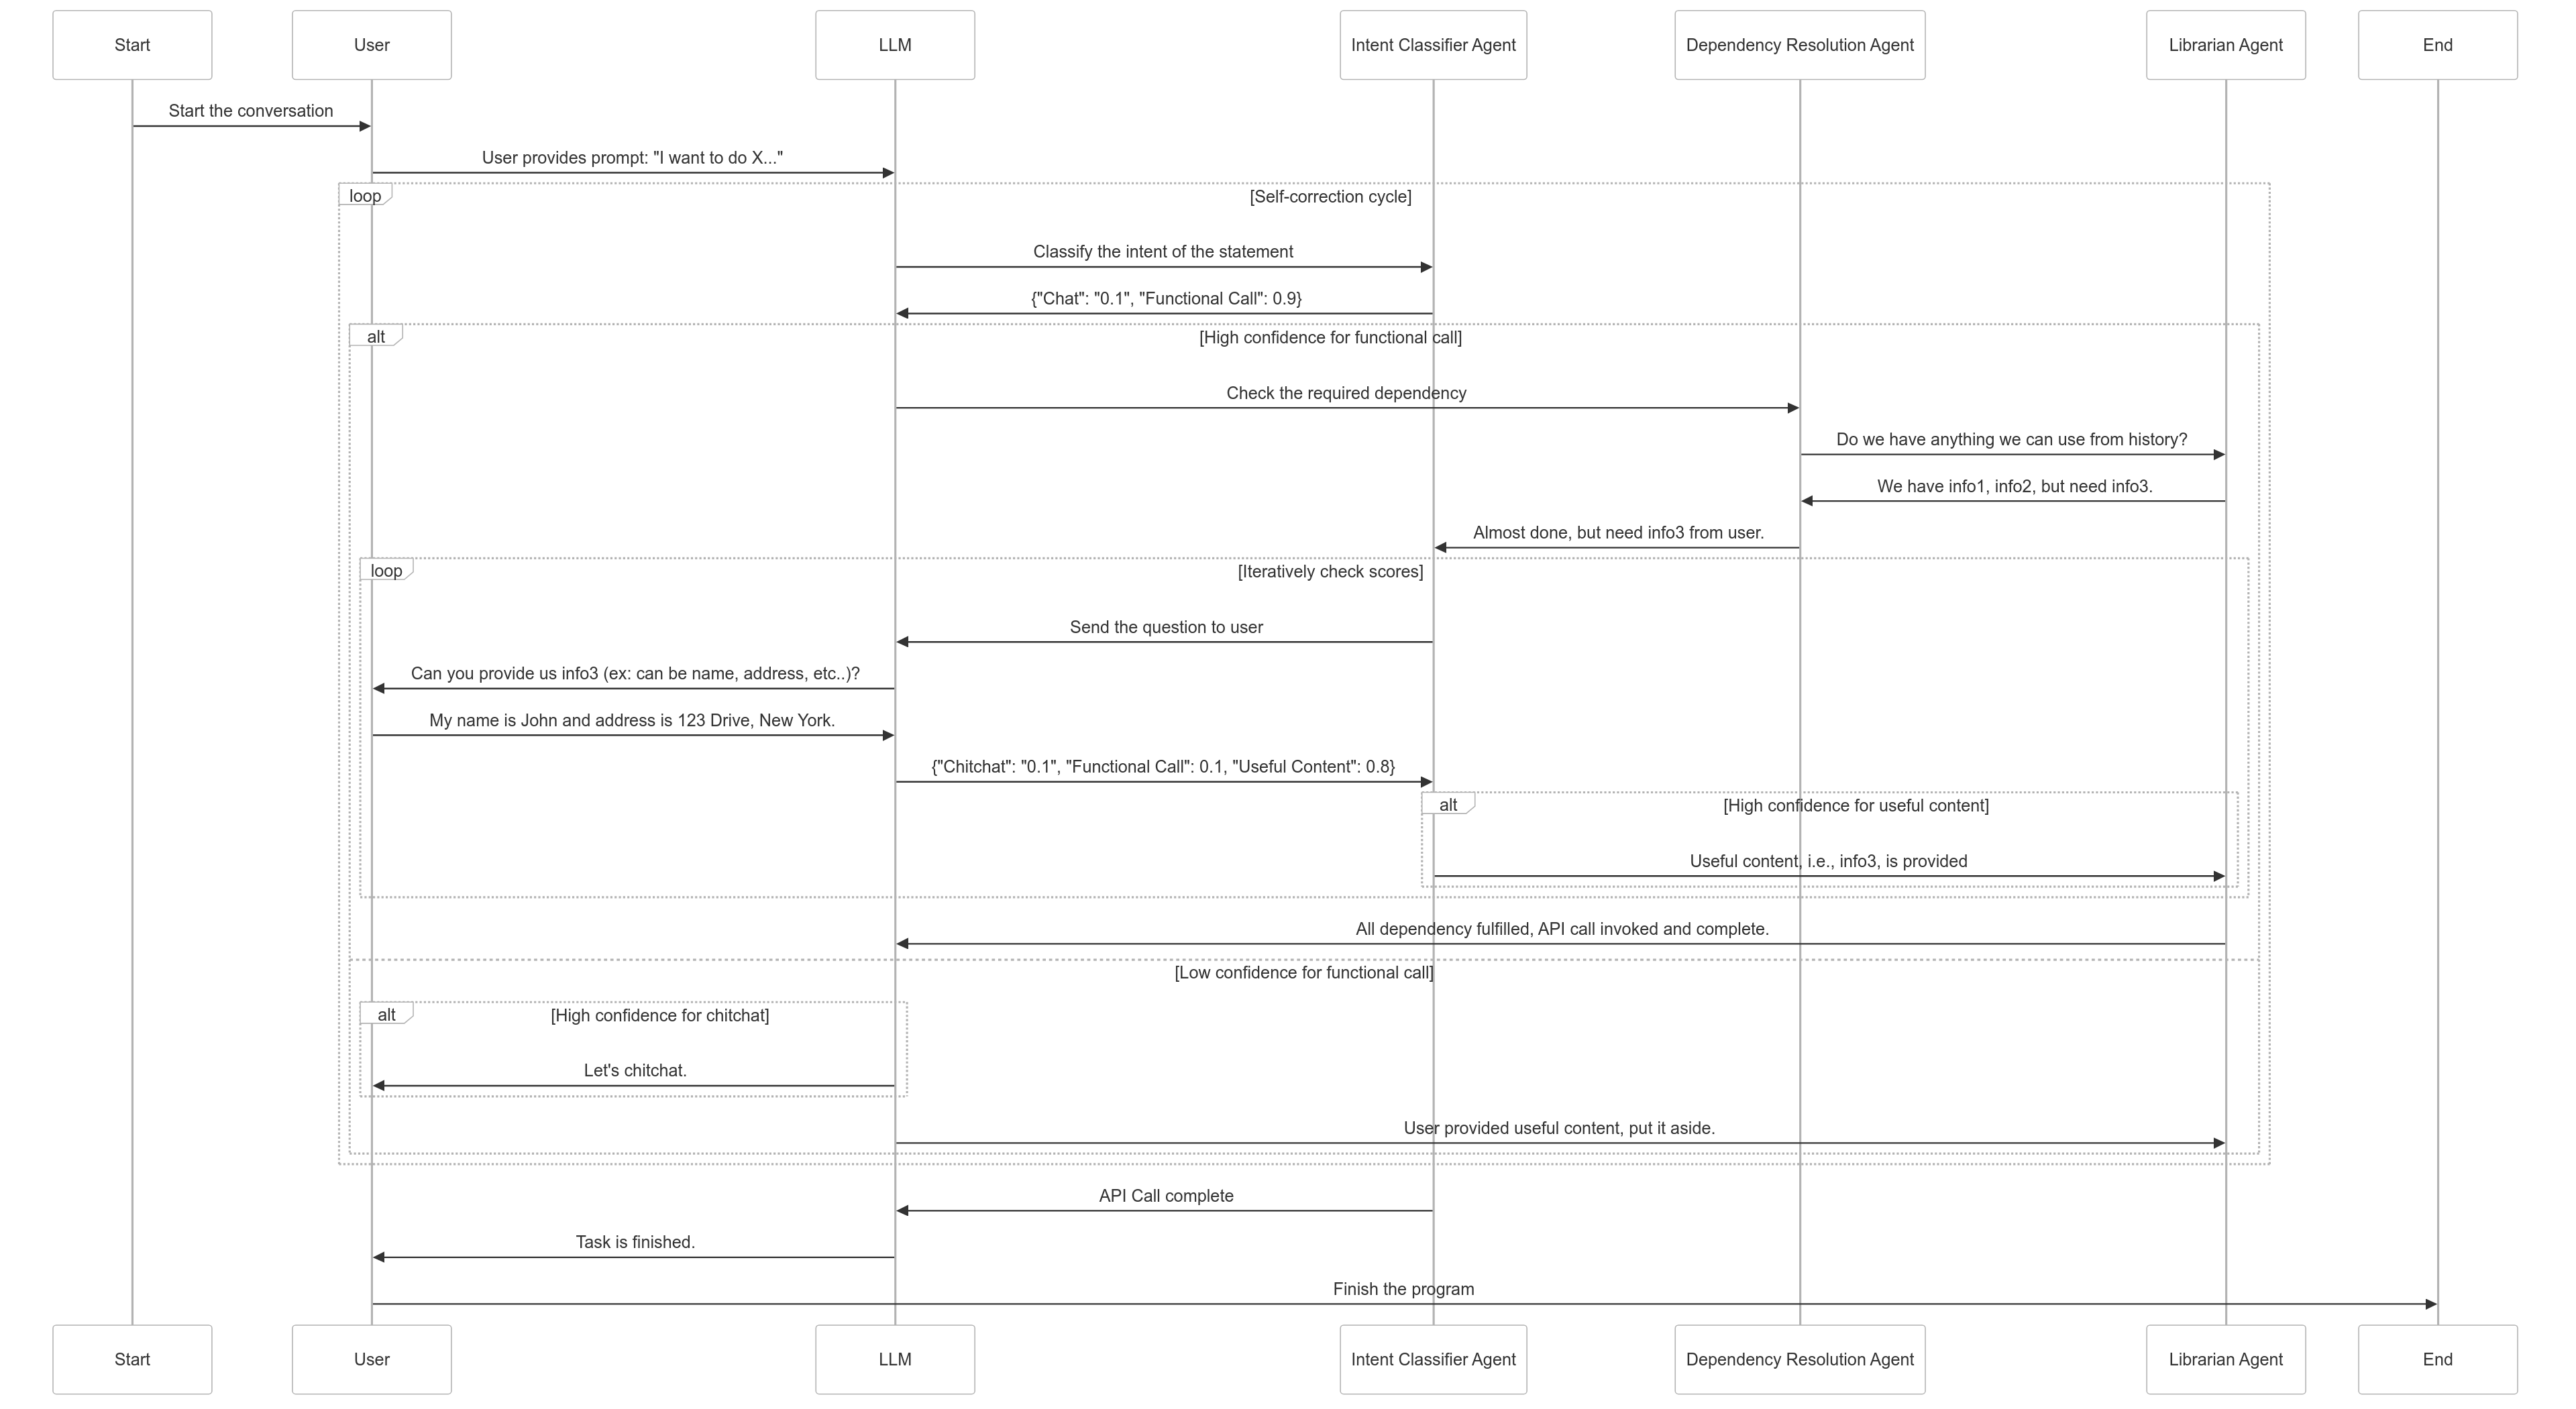 Start
User
LLM
Intent Classifier Agent
Dependency Resolution Agent
Librarian Agent
End
Start the conversation
User provides prompt: "I want to do X..."
loop
[Self-correction cycle]
Classify the intent of the statement
{"Chat": "0.1", "Functional Call": 0.9}
alt
[High confidence for functional call]
Check the required dependency
Do we have anything we can use from history?
We have info1, info2, but need info3.
Almost done, but need info3 from user.
loop
[Iteratively check scores]
Send the question to user
Can you provide us info3 (ex: can be name, address, etc..)?
My name is John and address is 123 Drive, New York.
{"Chitchat": "0.1", "Functional Call": 0.1, "Useful Content": 0.8}
alt
[High confidence for useful content]
Useful content, i.e., info3, is provided
All dependency fulfilled, API call invoked and complete.
[Low confidence for functional call]
alt
[High confidence for chitchat]
Let's chitchat.
User provided useful content, put it aside.
API Call complete
Task is finished.
Finish the program
Start
User
LLM
Intent Classifier Agent
Dependency Resolution Agent
Librarian Agent
End